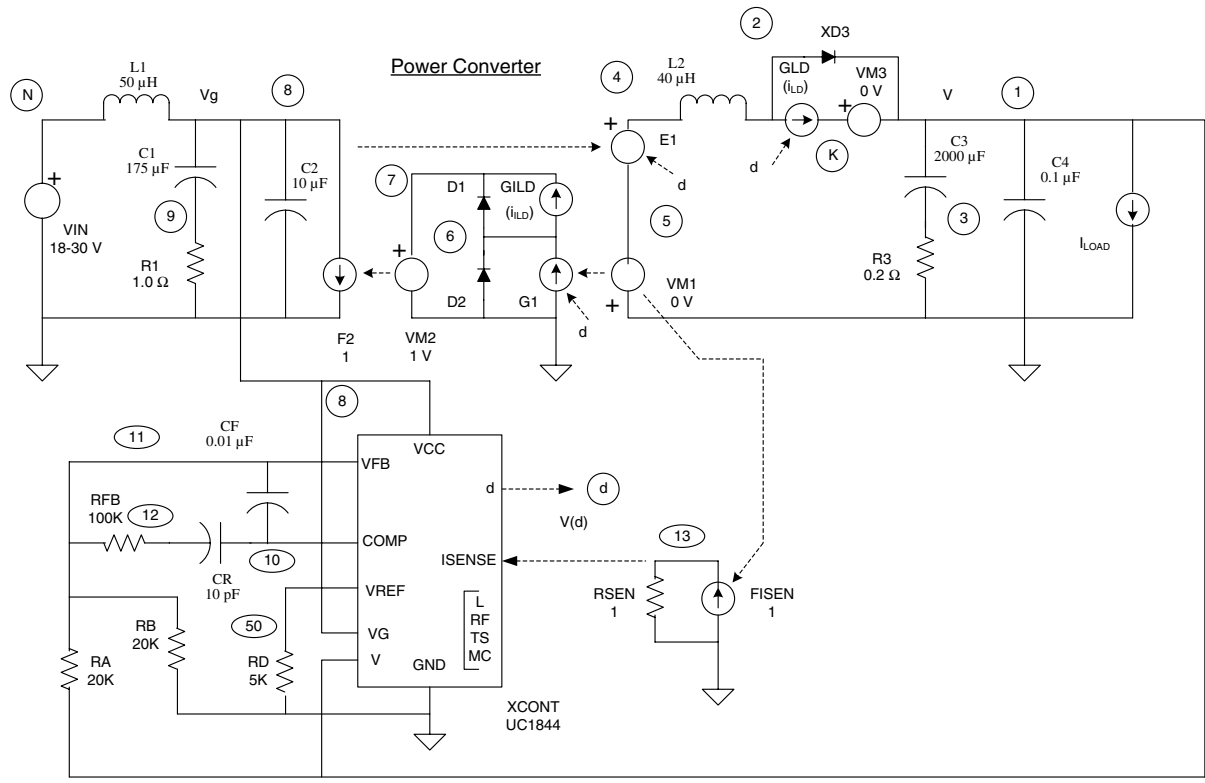 Power Converter
N
L1
50 µH
Vg
8
C1
175 µF
C2
10 µF
9
R1
1.0 Ω
VIN
18-30 V
+
F2
1
7
D1
GILD
(iILD)
6
+
D2
G1
d
VM2
1 V
4
+
E1
d
5
VM1
0 V
+
L2
40 µH
2
XD3
GLD
(iLD)
VM3
0 V
+
d
K
V
1
C3
2000 µF
C4
0.1 µF
3
R3
0.2 Ω
ILOAD
8
11
CF
0.01 µF
VCC
VFB
RFB
100K
12
COMP
CR
10 pF
10
VREF
50
VG
V
GND
RB
20K
RA
20K
RD
5K
d
d
V(d)
ISENSE
L
RF
TS
MC
XCONT
UC1844
13
RSEN
1
FISEN
1